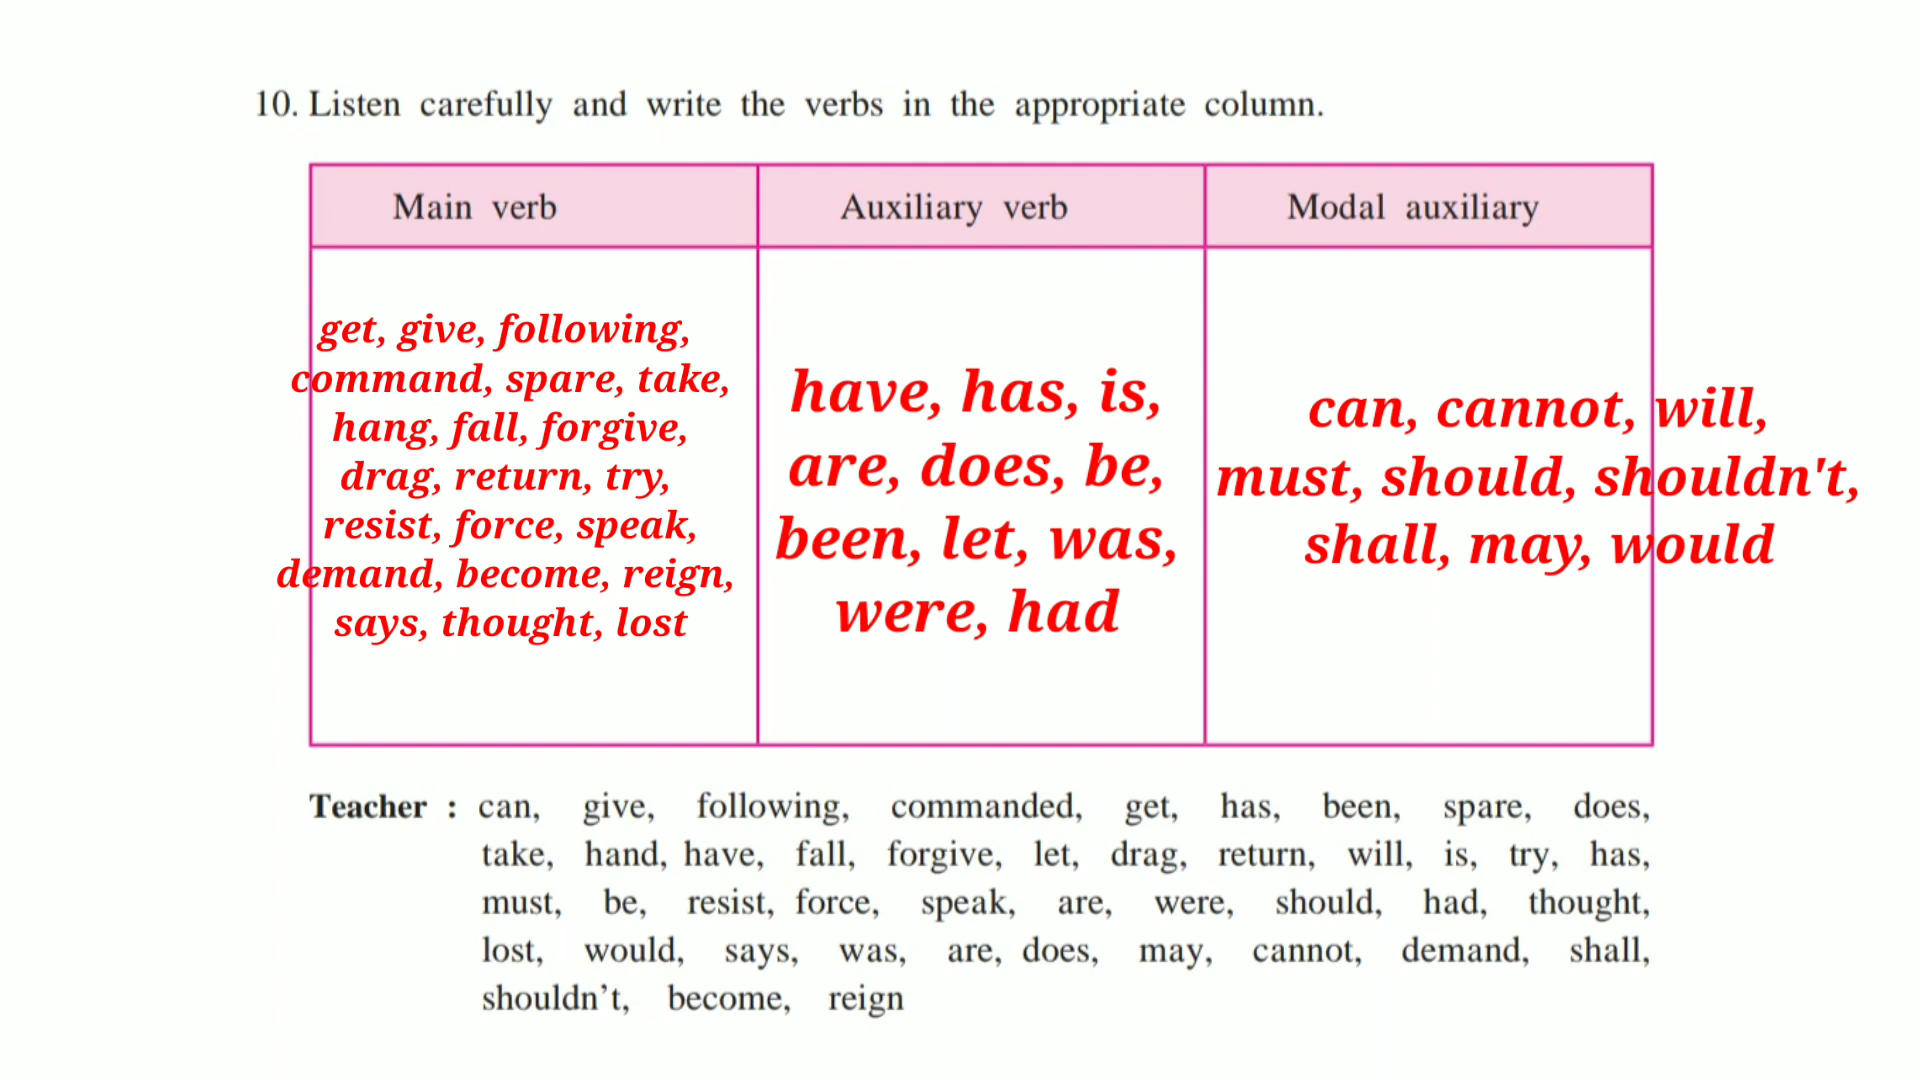 10. Listen carefully and write the verbs in the appropriate column.
Main verb
Auxiliary verb
Modal auxiliary
get, give, following,
command, spare, take,
hang, fall, forgive,
drag, return, try,
resist, force, speak,
demand, become, reign,
says, thought, lost
have, has, is,
are, does, be,
been, let, was,
were, had
can, cannot, will,
must, should, shouldn't,
shall, may, would
Teacher : can, give, following, commanded, get, has, been, spare, does,
take, hand, have, fall, forgive, let, drag, return, will, is, try, has,
must, be, resist, force, speak, are, were, should, had, thought,
lost, would, says, was, are, does, may, cannot, demand, shall,
shouldn’t, become, reign